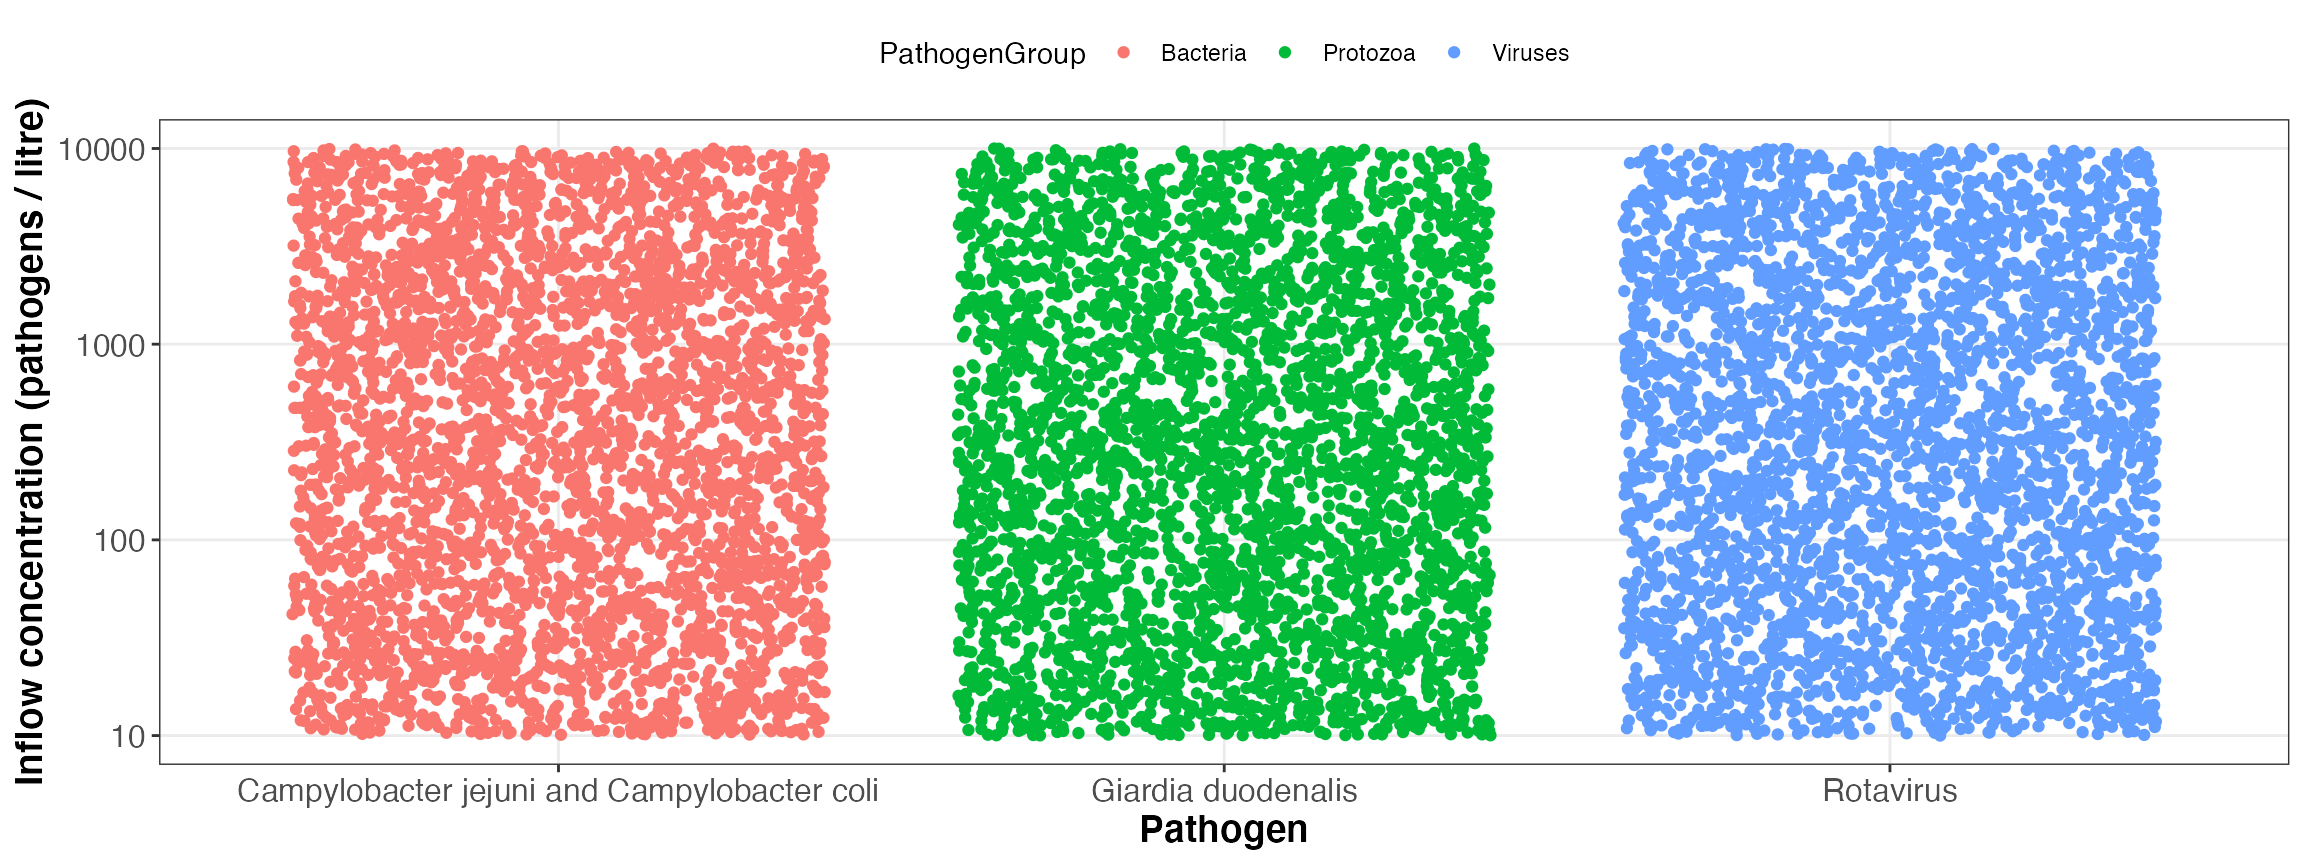 PathogenGroup Bacteria Protozoa Viruses
Inflow concentration (pathogens / litre)
10000
1000
100
10
Campylobacter jejuni and Campylobacter coli Giardia duodenalis Rotavirus
Pathogen